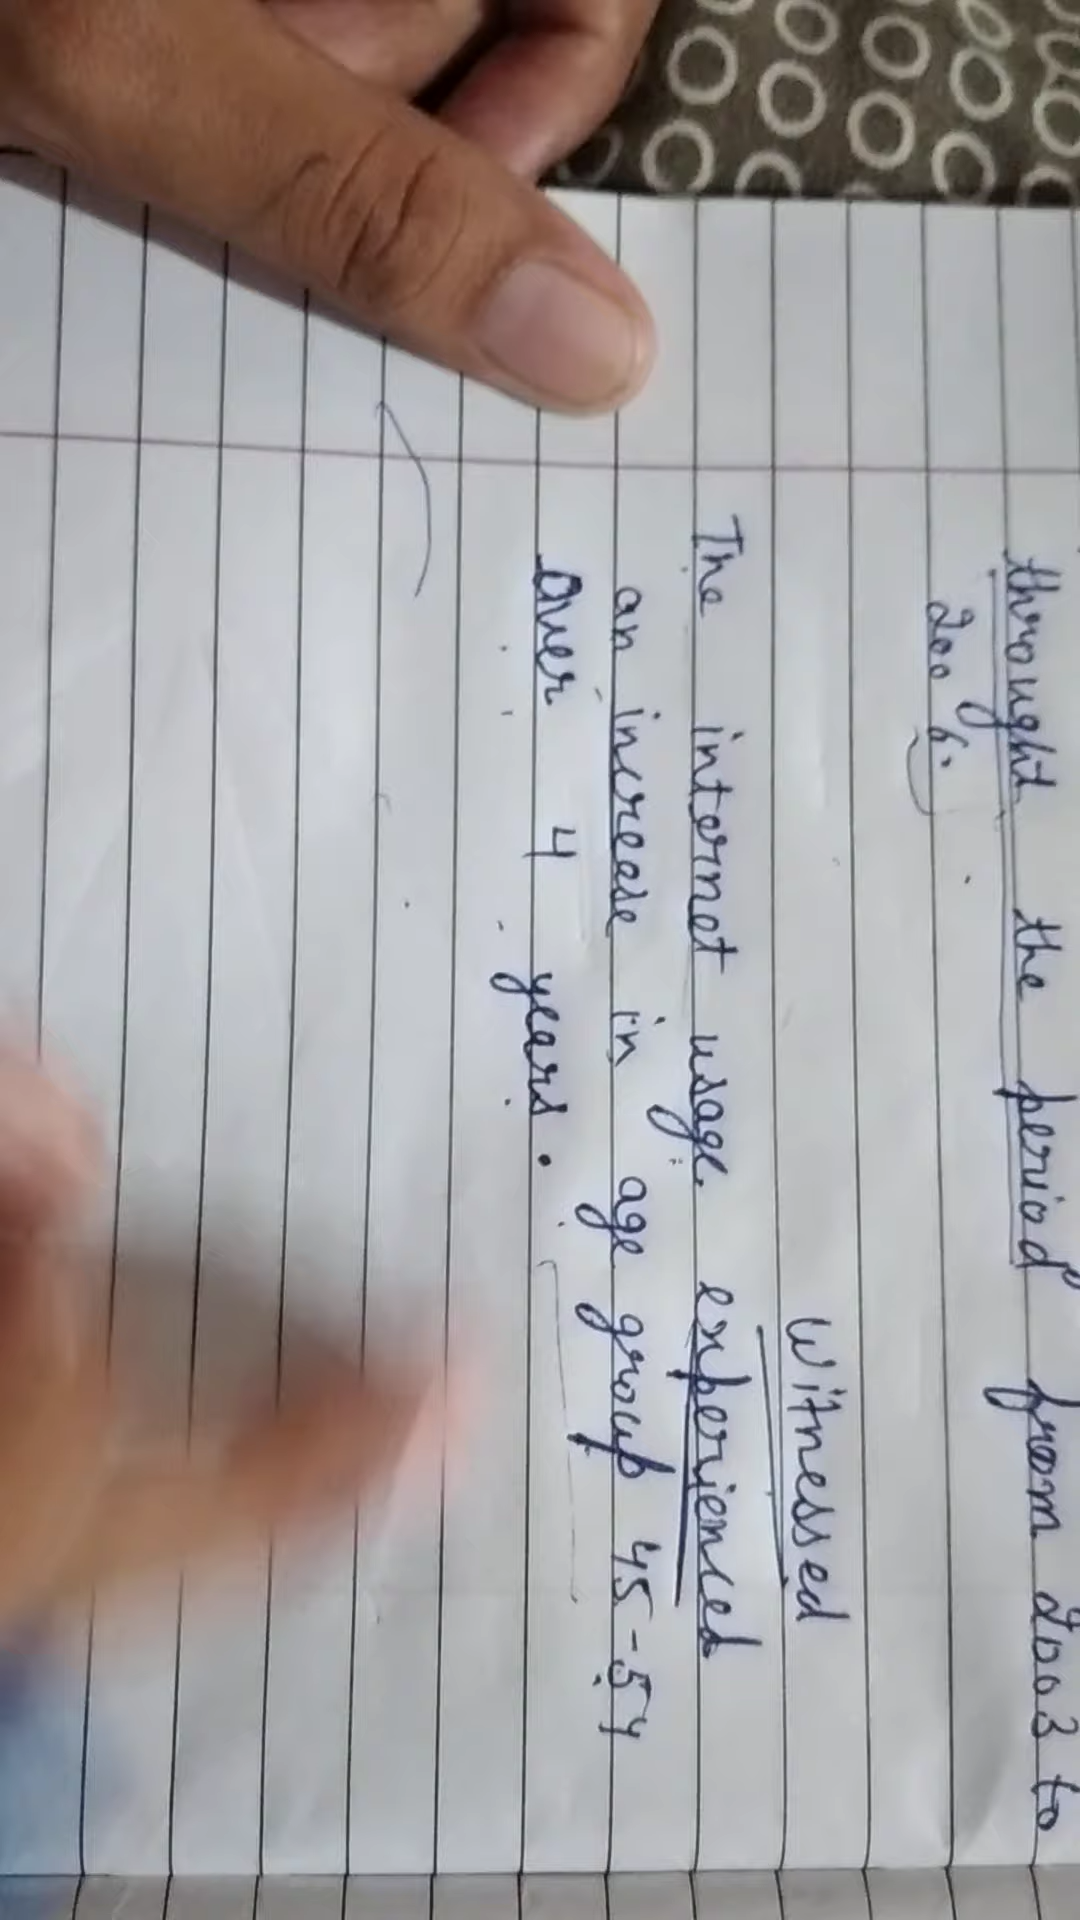 throught the period from 2003 to
2006.
Witnessed
The internet usage experienced
an increase in age group 45-54
Over 4 years.